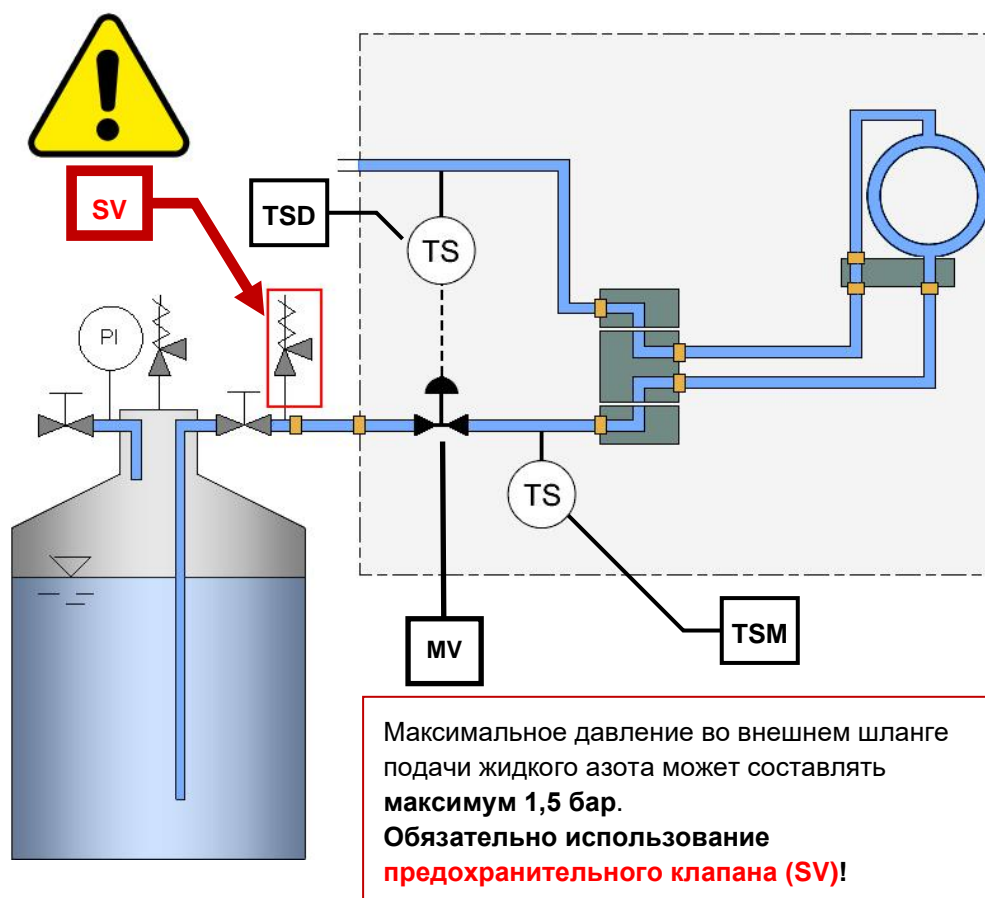 SV
TSD
TS
PI
TS
MV
TSM
Максимальное давление во внешнем шланге
подачи жидкого азота может составлять
максимум 1,5 бар.
Обязательно использование
предохранительного клапана (SV)!